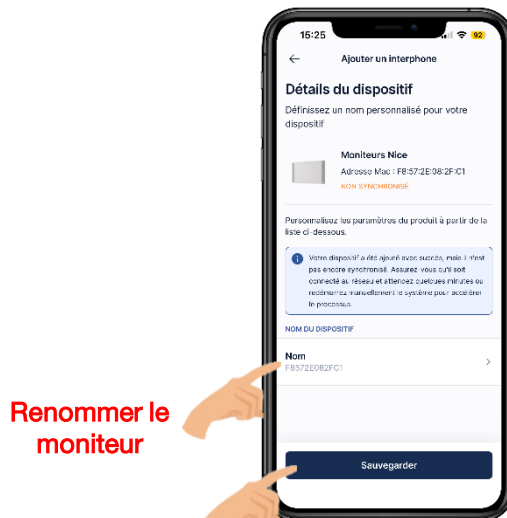 15:25
92
Ajouter un interphone
Détails du dispositif
Définissez un nom personnalisé pour votre
dispositif
Moniteurs Nice
Adresse Mac : F8:57:2E:08:2F:C1
NON SYNCHRONISÉ
Personnalisez les paramètres du produit à partir de la
liste ci-dessous.
Votre dispositif a été ajouté avec succès, mais il n'est
pas encore synchronisé. Assurez-vous qu'il soit
connecté au réseau et attendez quelques minutes ou
redémarrez manuellement le système pour accélérer
le processus.
NOM DU DISPOSITIF
Nom
F8572E082FC1
Renommer le
moniteur
Sauvegarder